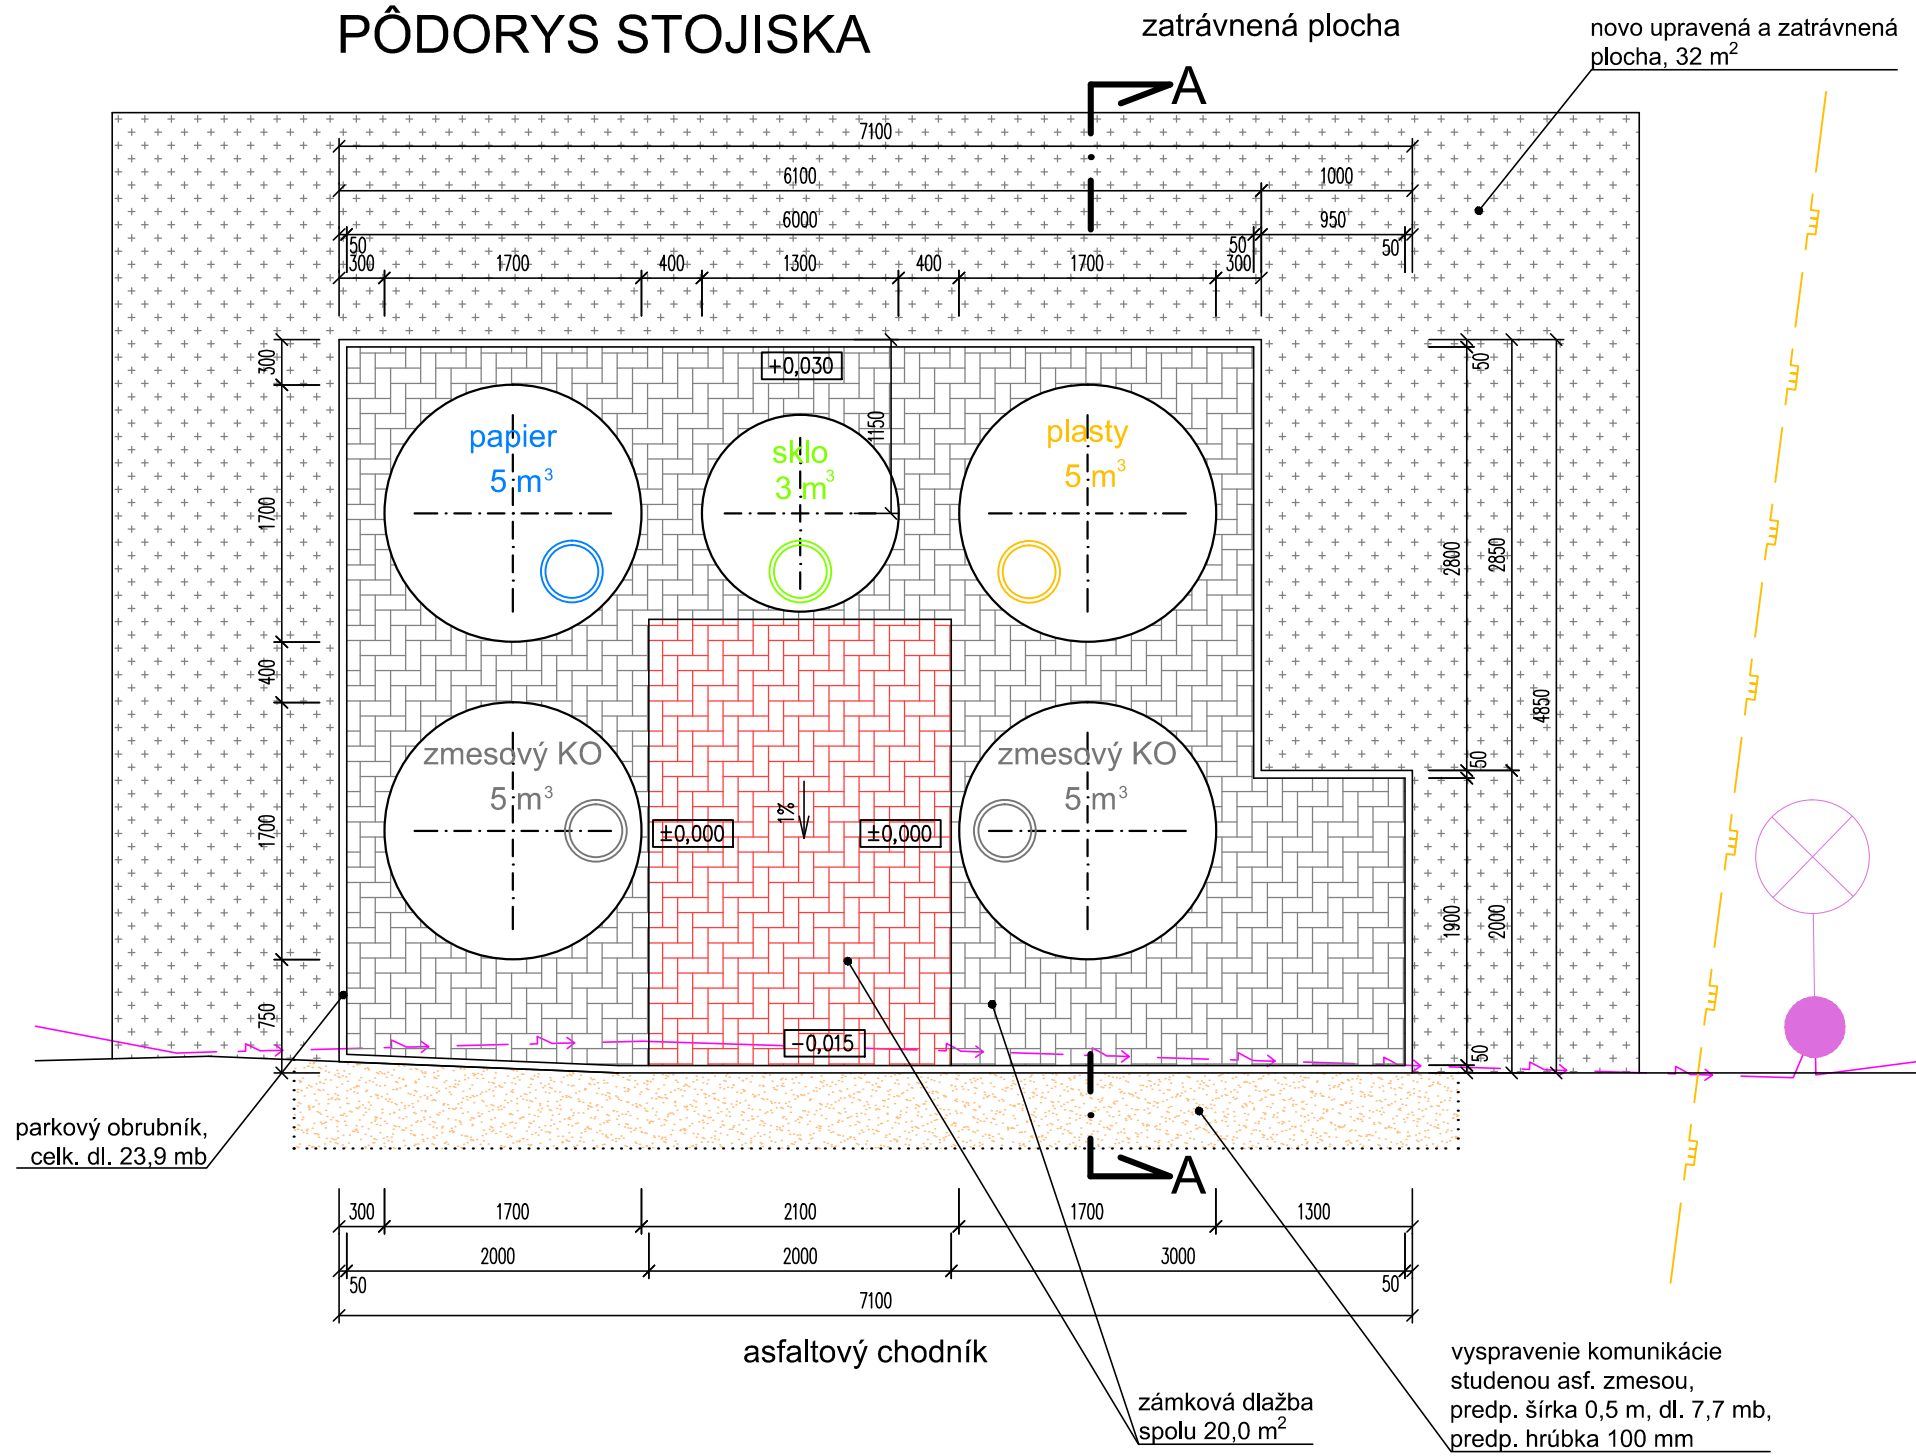 PÔDORYS STOJISKA
zatrávnená plocha
novo upravená a zatrávnená
plocha, 32 m²
A
7100
6100 1000
6000 950
50 50 50
300 1700 400 1300 400 1700 300
300
1700
400
1700
750
+0,030
1150
papier
5 m³
sklo
3 m³
plasty
5 m³
zmesový KO
5 m³
zmesový KO
5 m³
±0,000
1%
±0,000
-0,015
50
2800
2850
4850
50
1900
2000
50
parkový obrubník,
celk. dl. 23,9 mb
A
300 1700 2100 1700 1300
2000 2000 3000
50 50
7100
asfaltový chodník
zámková dlažba
spolu 20,0 m²
vyspravenie komunikácie
studenou asf. zmesou,
predp. šírka 0,5 m, dl. 7,7 mb,
predp. hrúbka 100 mm